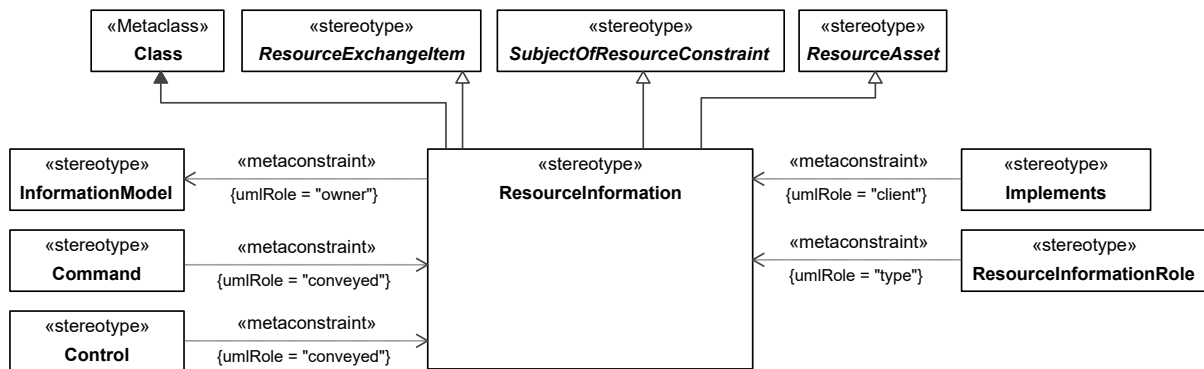 «Metaclass»
Class
«stereotype»
ResourceExchangeItem
«stereotype»
SubjectOfResourceConstraint
«stereotype»
ResourceAsset
«stereotype»
InformationModel
«metaconstraint»
{umlRole = "owner"}
«stereotype»
ResourceInformation
«metaconstraint»
{umlRole = "client"}
«stereotype»
Implements
«stereotype»
Command
«metaconstraint»
{umlRole = "conveyed"}
«metaconstraint»
{umlRole = "type"}
«stereotype»
ResourceInformationRole
«stereotype»
Control
«metaconstraint»
{umlRole = "conveyed"}